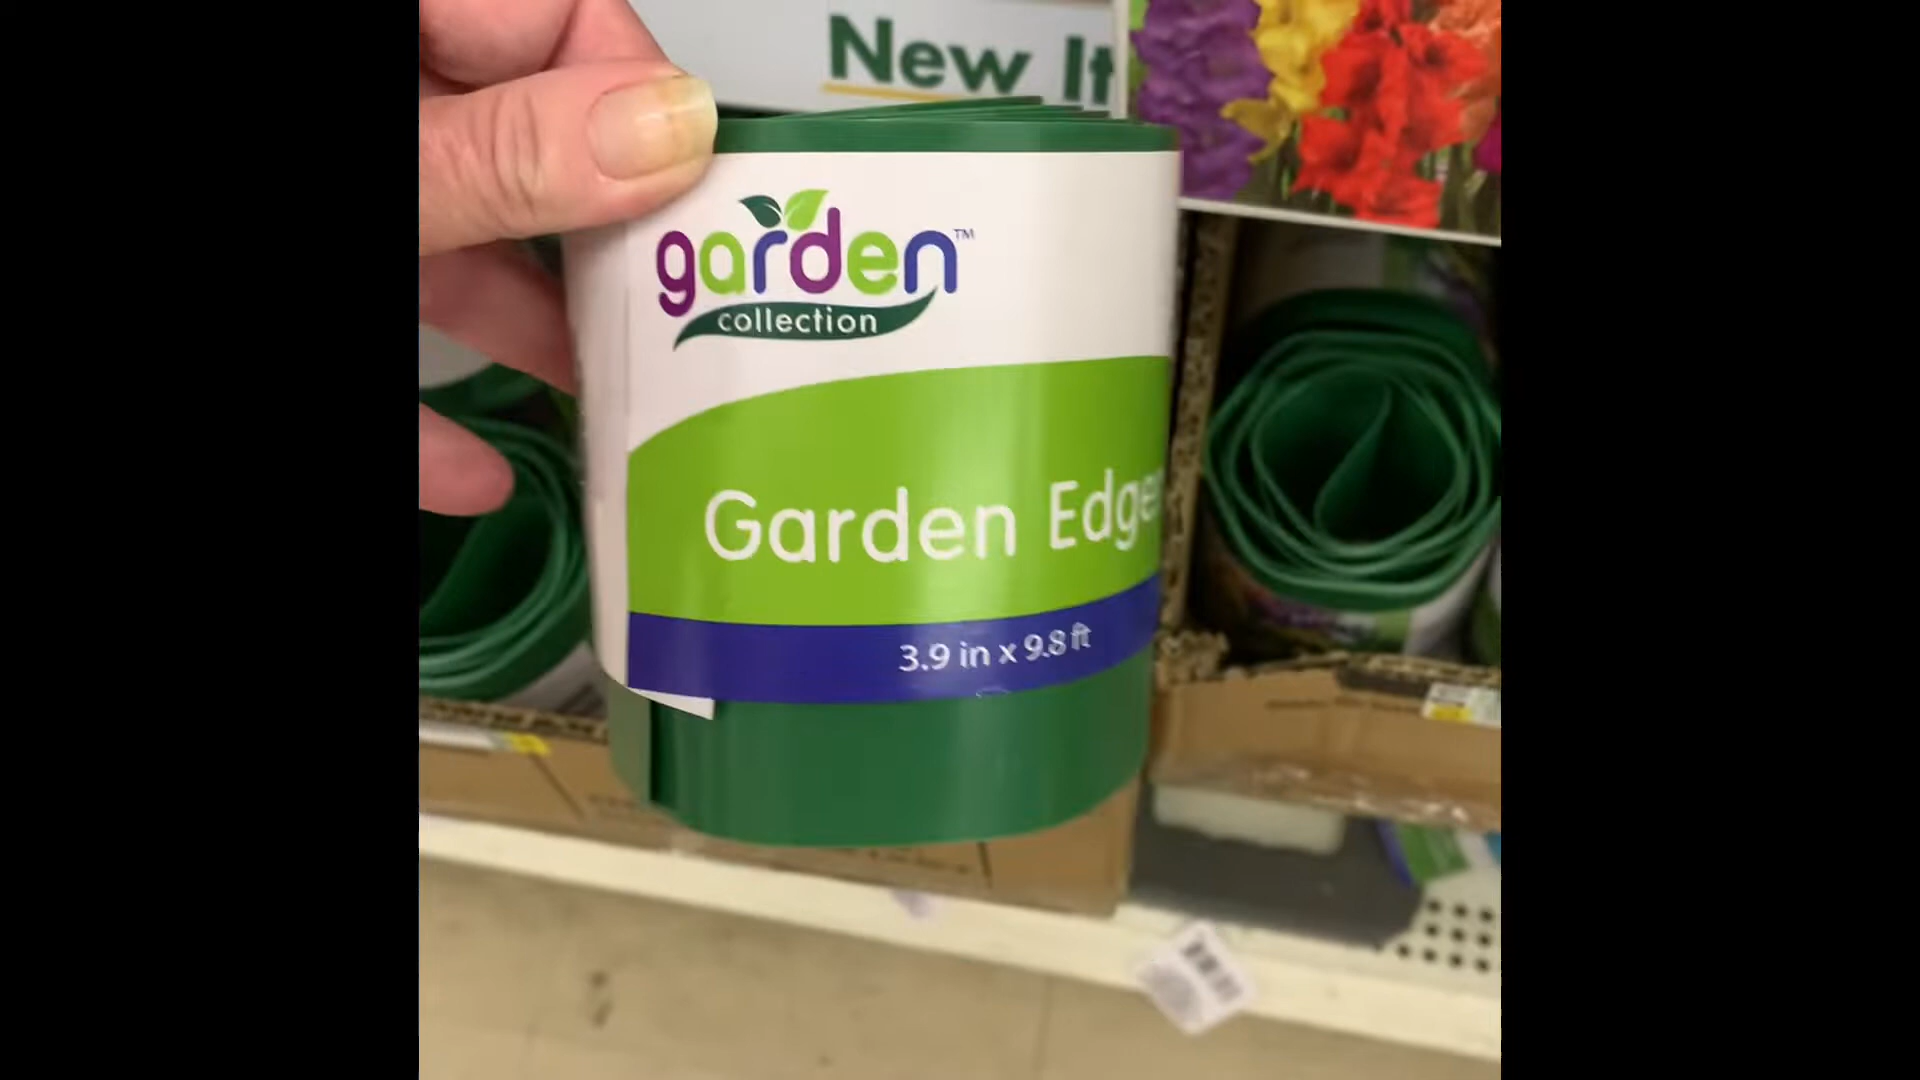 New It
garden™
collection
Garden Edge
3.9 in x 9.8 ft